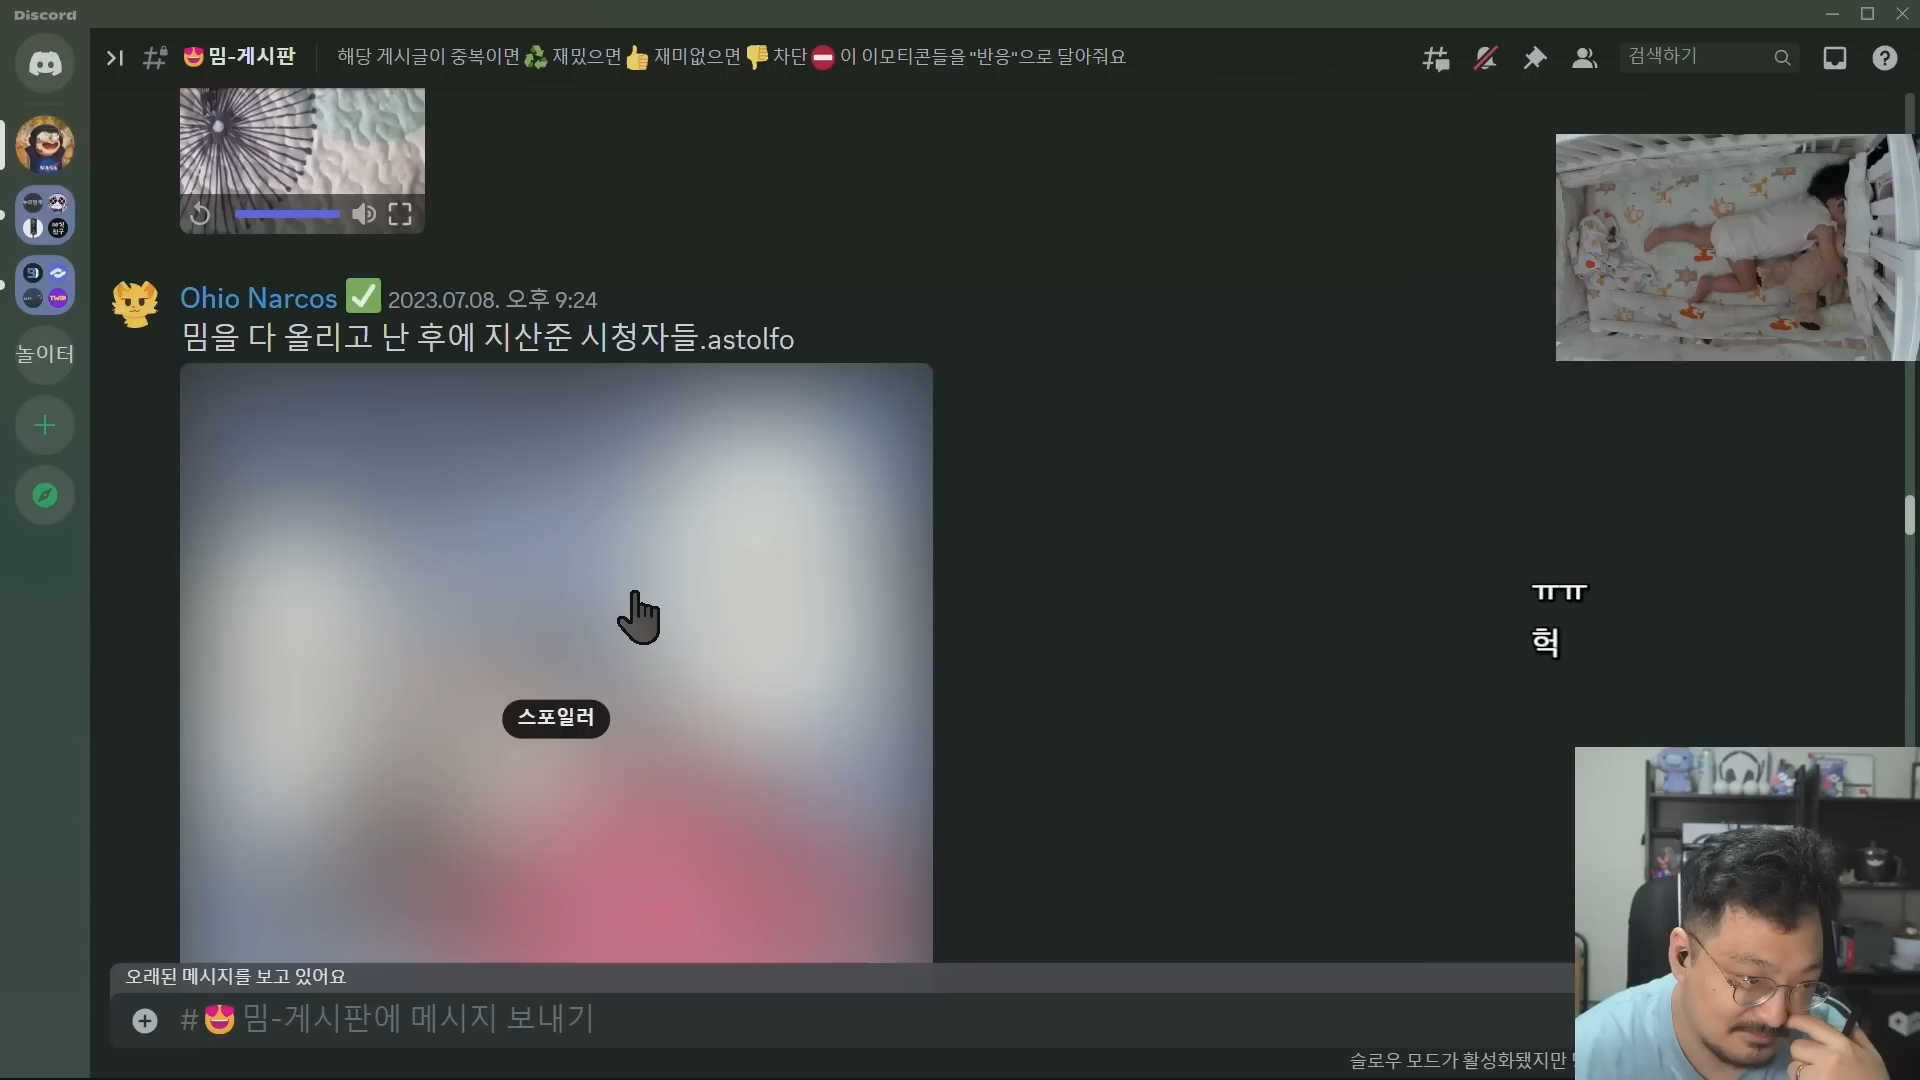 Discord
밈-게시판
해당 게시글이 중복이면 재밌으면 재미없으면 차단 이 이모티콘들을 "반응"으로 달아줘요
검색하기
NASA
TWIP
놀이터
Ohio Narcos 2023.07.08. 오후 9:24
밈을 다 올리고 난 후에 지산준 시청자들.astolfo
스포일러
ㅠㅠ
헉
오래된 메시지를 보고 있어요
#밈-게시판에 메시지 보내기
슬로우 모드가 활성화됐지만